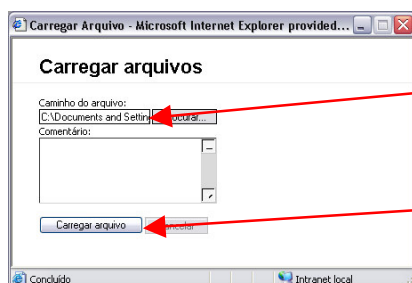 Carregar Arquivo - Microsoft Internet Explorer provided...
Carregar arquivos
Caminho do arquivo:
C:\Documents and Settin
Comentário:
Carregar arquivo
Concluído Intranet local